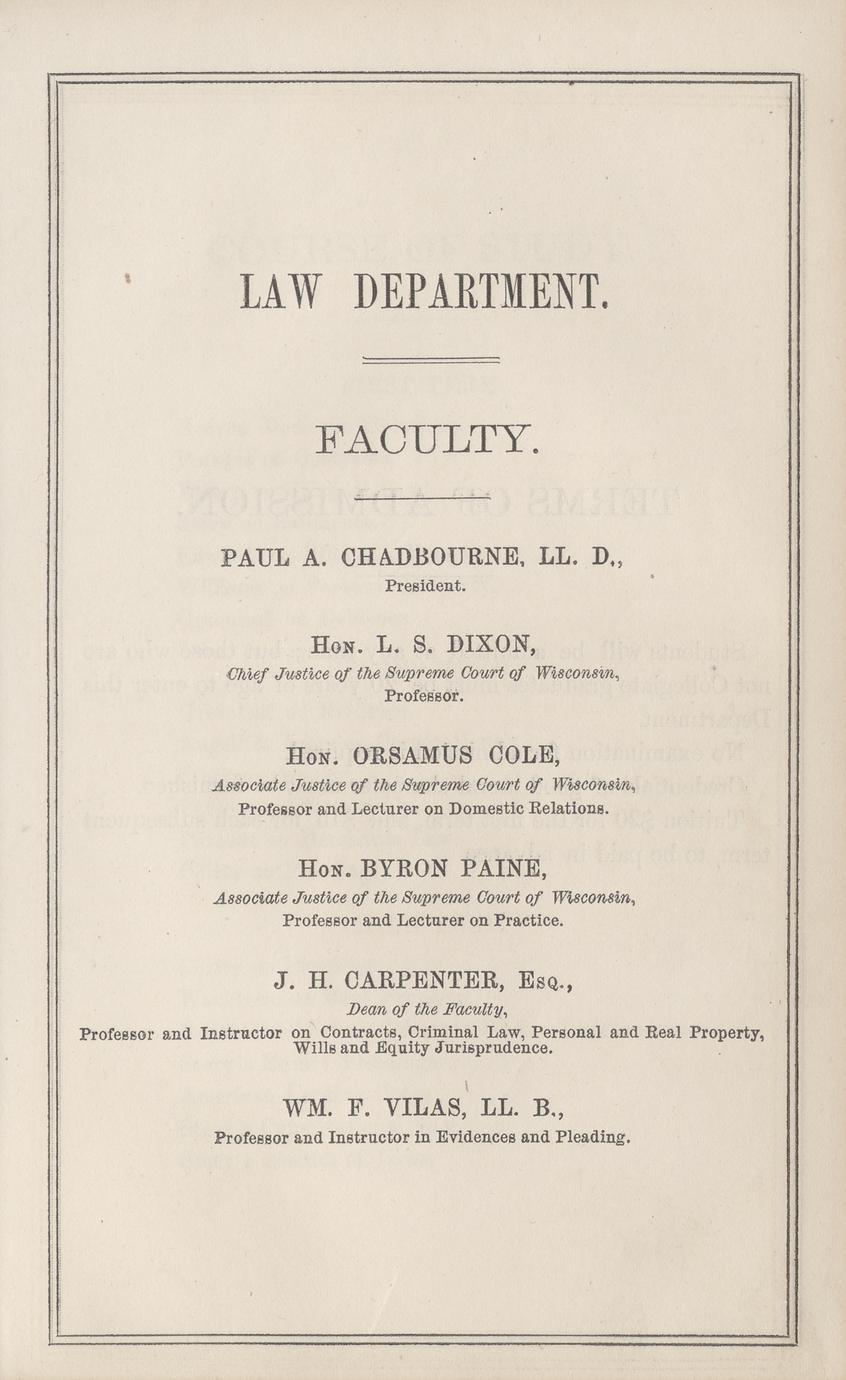 LAW DEPARTMENT.
FACULTY.
PAUL A. CHADBOURNE, LL. D.,
President.
HON. L. S. DIXON,
Chief Justice of the Supreme Court of Wisconsin,
Professor.
HON. ORSAMUS COLE,
Associate Justice of the Supreme Court of Wisconsin,
Professor and Lecturer on Domestic Relations.
HON. BYRON PAINE,
Associate Justice of the Supreme Court of Wisconsin,
Professor and Lecturer on Practice.
J. H. CARPENTER, ESQ.,
Dean of the Faculty,
Professor and Instructor on Contracts, Criminal Law, Personal and Real Property,
Wills and Equity Jurisprudence.
WM. F. VILAS, LL. B.,
Professor and Instructor in Evidences and Pleading.